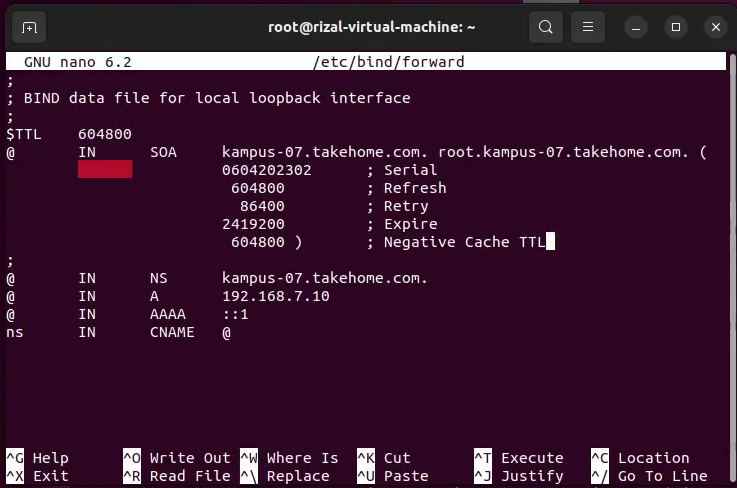 root@rizal-virtual-machine: ~
GNU nano 6.2 /etc/bind/forward
;
; BIND data file for local loopback interface
;
$TTL 604800
@ IN SOA kampus-07.takehome.com. root.kampus-07.takehome.com. (
0604202302 ; Serial
604800 ; Refresh
86400 ; Retry
2419200 ; Expire
604800 ) ; Negative Cache TTL
;
@ IN NS kampus-07.takehome.com.
@ IN A 192.168.7.10
@ IN AAAA ::1
ns IN CNAME @
^G Help ^O Write Out ^W Where Is ^K Cut ^T Execute ^C Location
^X Exit ^R Read File ^\ Replace ^U Paste ^J Justify ^/ Go To Line